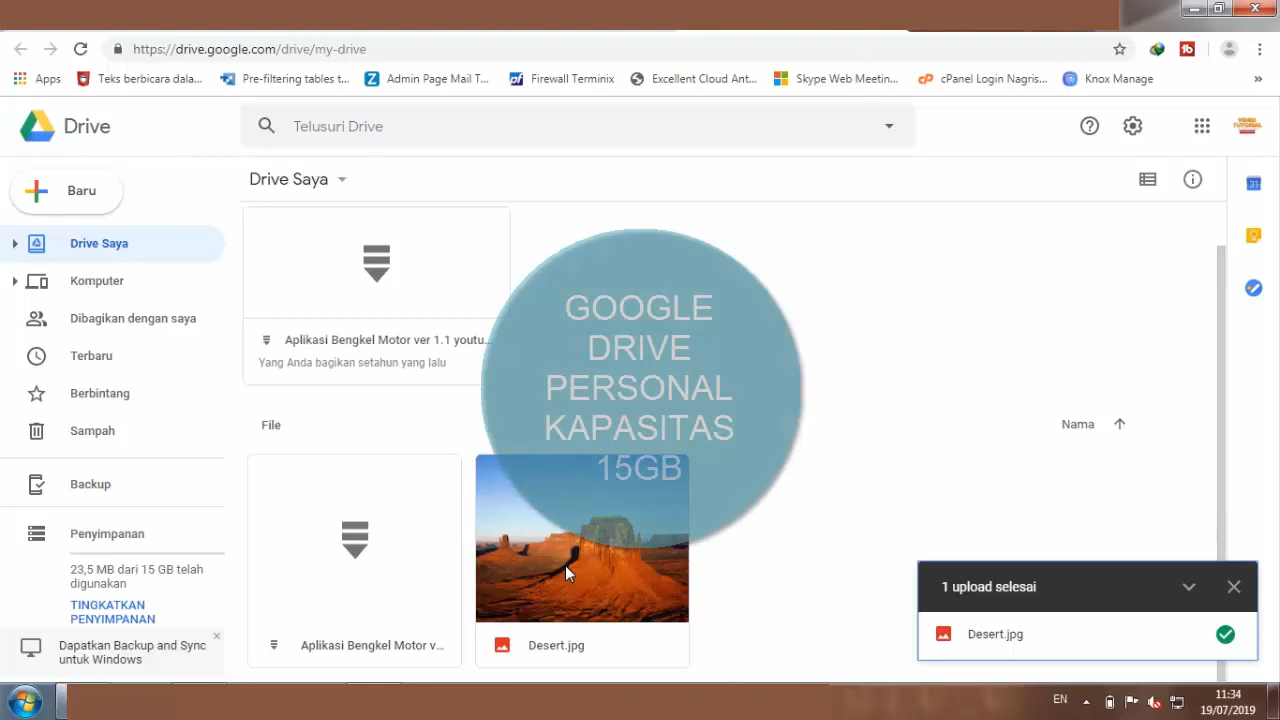 https://drive.google.com/drive/my-drive
Apps
Teks berbicara dala...
Pre-filtering tables t...
Admin Page Mail T...
Firewall Terminix
Excellent Cloud Ant...
Skype Web Meetin...
cPanel Login Nagris...
Knox Manage
»
Drive
Telusuri Drive
VIDEO
TUTORIAL
Baru
Drive Saya
31
Drive Saya
Komputer
Dibagikan dengan saya
Terbaru
Berbintang
Sampah
Backup
Penyimpanan
23,5 MB dari 15 GB telah
digunakan
TINGKATKAN
PENYIMPANAN
Dapatkan Backup and Sync
untuk Windows
Aplikasi Bengkel Motor ver 1.1 youtu...
Yang Anda bagikan setahun yang lalu
GOOGLE
DRIVE
PERSONAL
KAPASITAS
15GB
File
Nama
Aplikasi Bengkel Motor v...
Desert.jpg
1 upload selesai
Desert.jpg
EN
11:34
19/07/2019